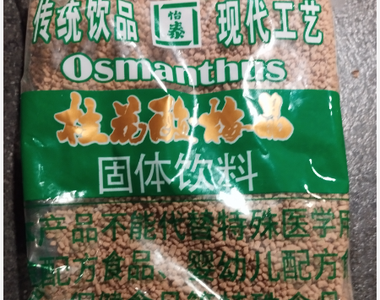 传统饮品 怡泰 现代工艺
Osmanthus
桂花酸梅晶
固体饮料
产品不能代替特殊医学用
配方食品、婴幼儿配方食